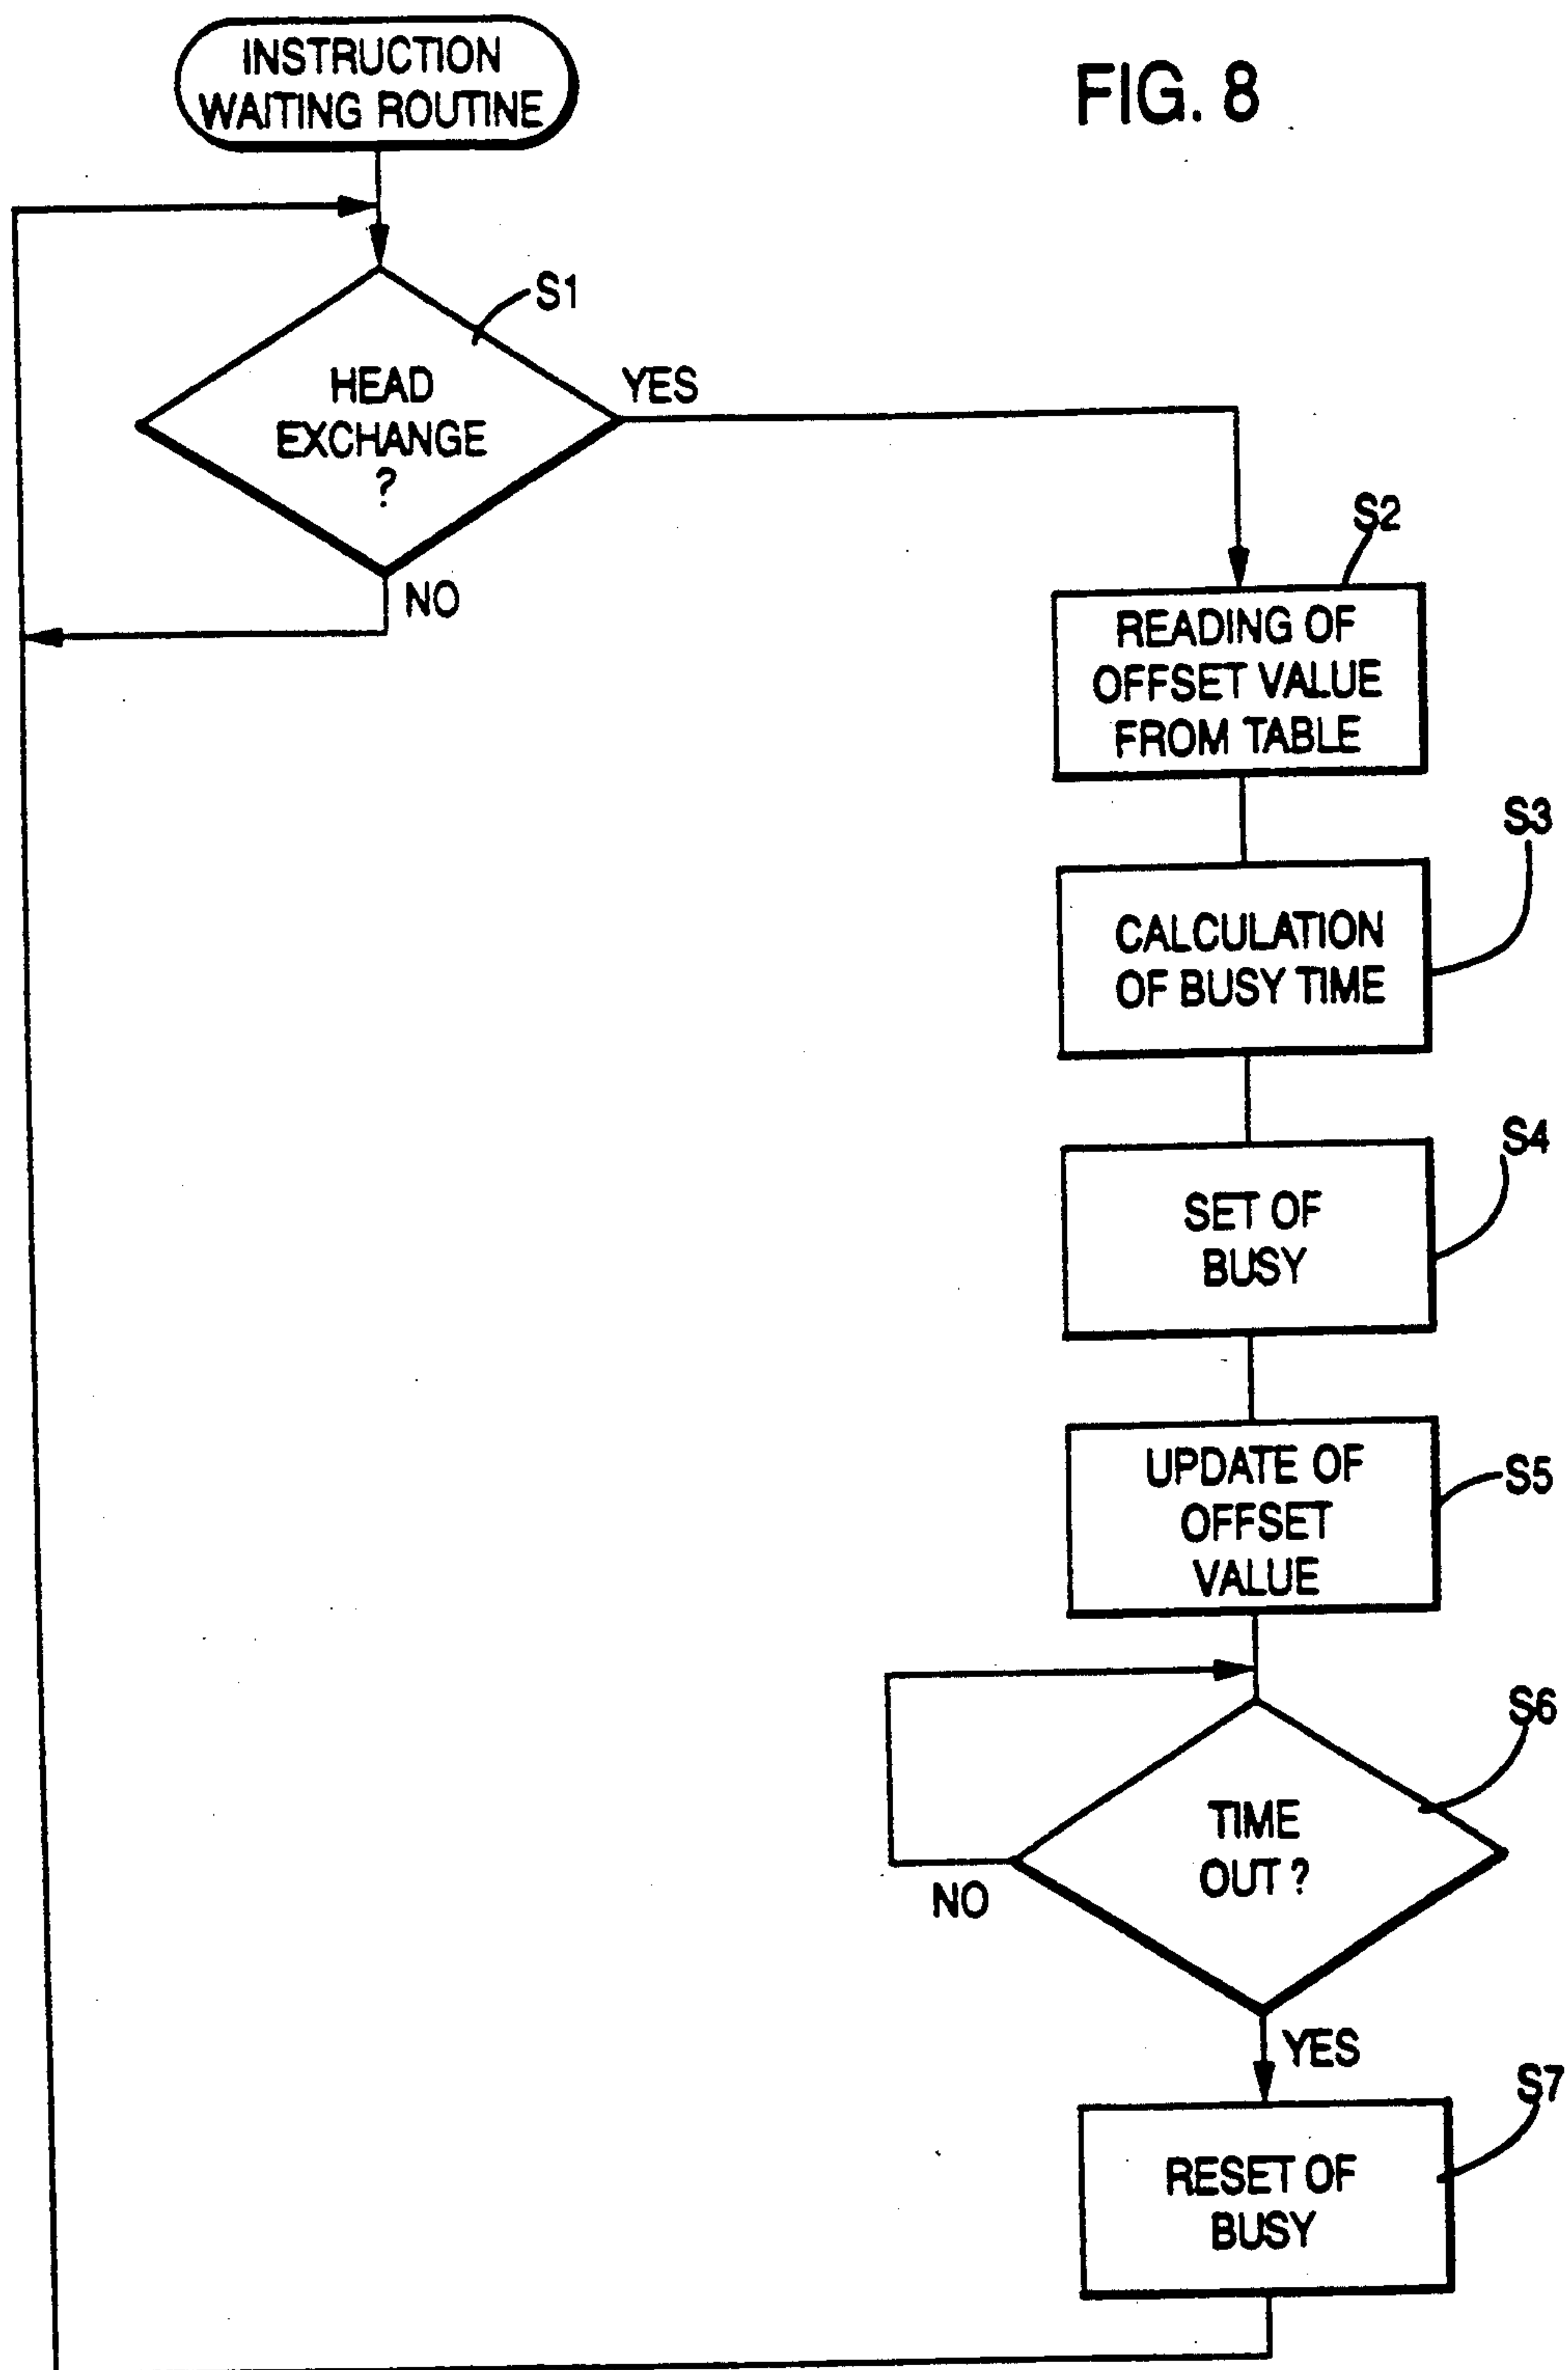 INSTRUCTION
WAITING ROUTINE
FIG. 8
S1
HEAD
EXCHANGE
?
YES
NO
S2
READING OF
OFFSET VALUE
FROM TABLE
S3
CALCULATION
OF BUSY TIME
S4
SET OF
BUSY
S5
UPDATE OF
OFFSET
VALUE
S6
TIME
OUT ?
NO
YES
S7
RESET OF
BUSY